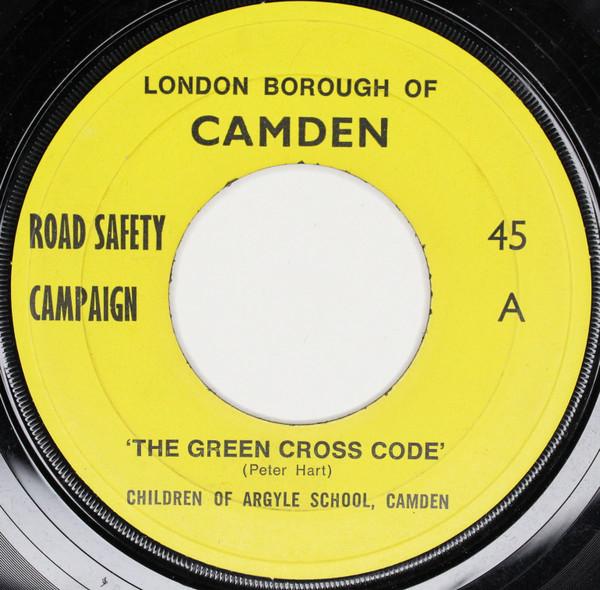 LONDON BOROUGH OF
CAMDEN
ROAD SAFETY
CAMPAIGN
45
A
'THE GREEN CROSS CODE'
(Peter Hart)
CHILDREN OF ARGYLE SCHOOL, CAMDEN